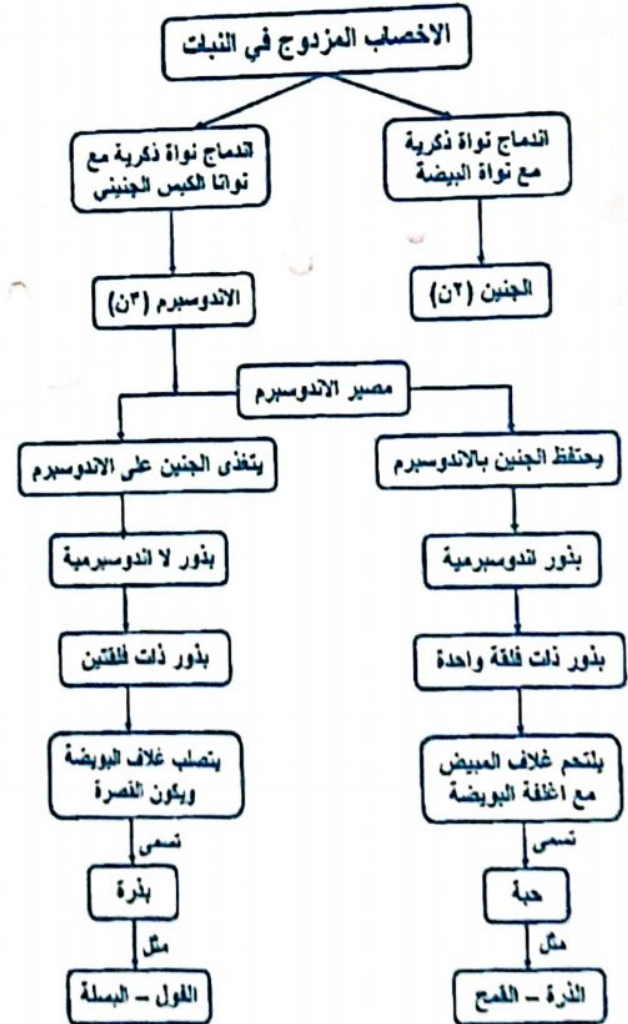 الاخصاب المزدوج في النبات
اندماج نواة ذكرية
مع نواة البيضة
اندماج نواة ذكرية مع
نواتا الكيس الجنيني
الجنين (٢ن)
الاندوسبرم (٣ن)
مصير الاندوسبرم
يحتفظ الجنين بالاندوسبرم
يتغذى الجنين على الاندوسبرم
بذور اندوسبرمية
بذور لا اندوسبرمية
بذور ذات فلقة واحدة
بذور ذات فلقتين
يلتحم غلاف المبيض
مع اغلفة البويضة
يتصلب غلاف البويضة
ويكون القصرة
تسمى
تسمى
حبة
بذرة
مثل
مثل
الذرة – القمح
الفول – البسلة